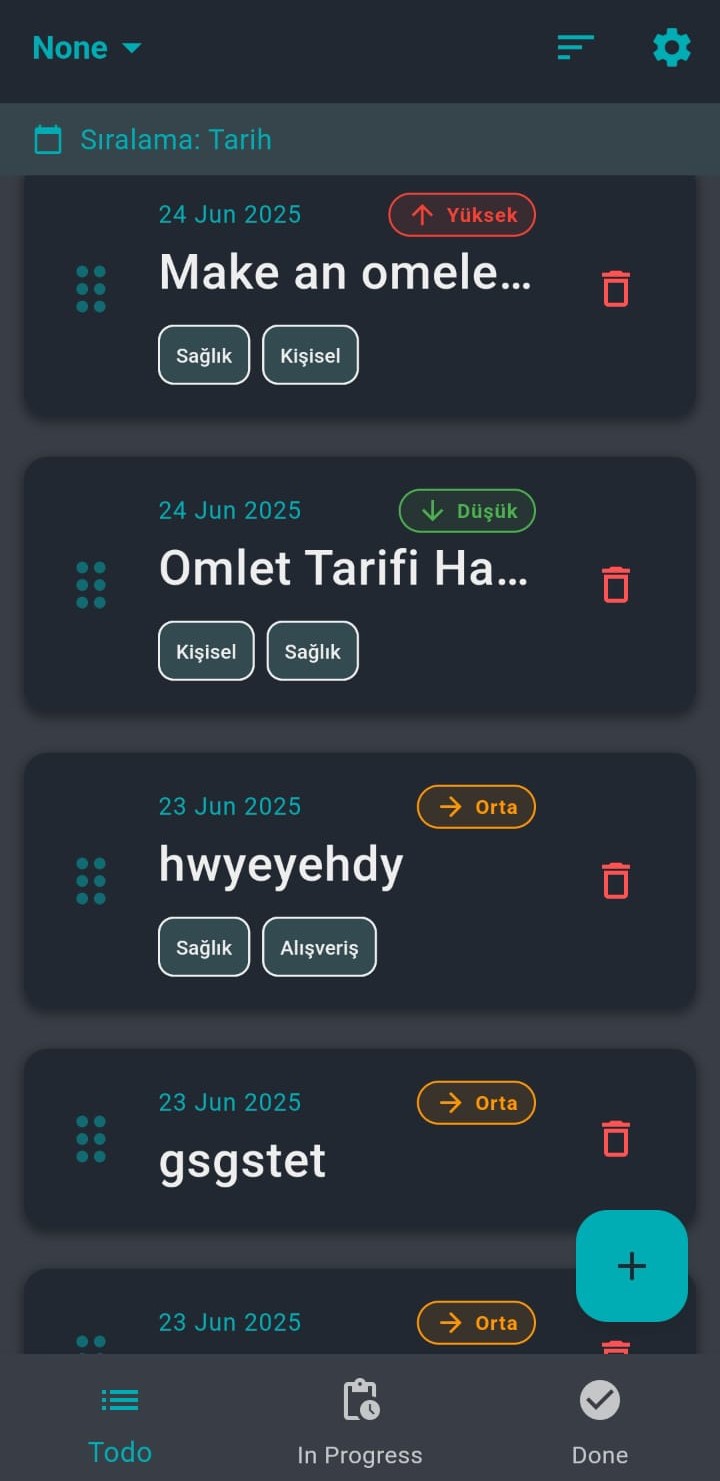 None
Sıralama: Tarih
24 Jun 2025 Yüksek
Make an omele...
Sağlık Kişisel
24 Jun 2025 Düşük
Omlet Tarifi Ha...
Kişisel Sağlık
23 Jun 2025 Orta
hwyeyehdy
Sağlık Alışveriş
23 Jun 2025 Orta
gsgstet
23 Jun 2025 Orta
Todo In Progress Done